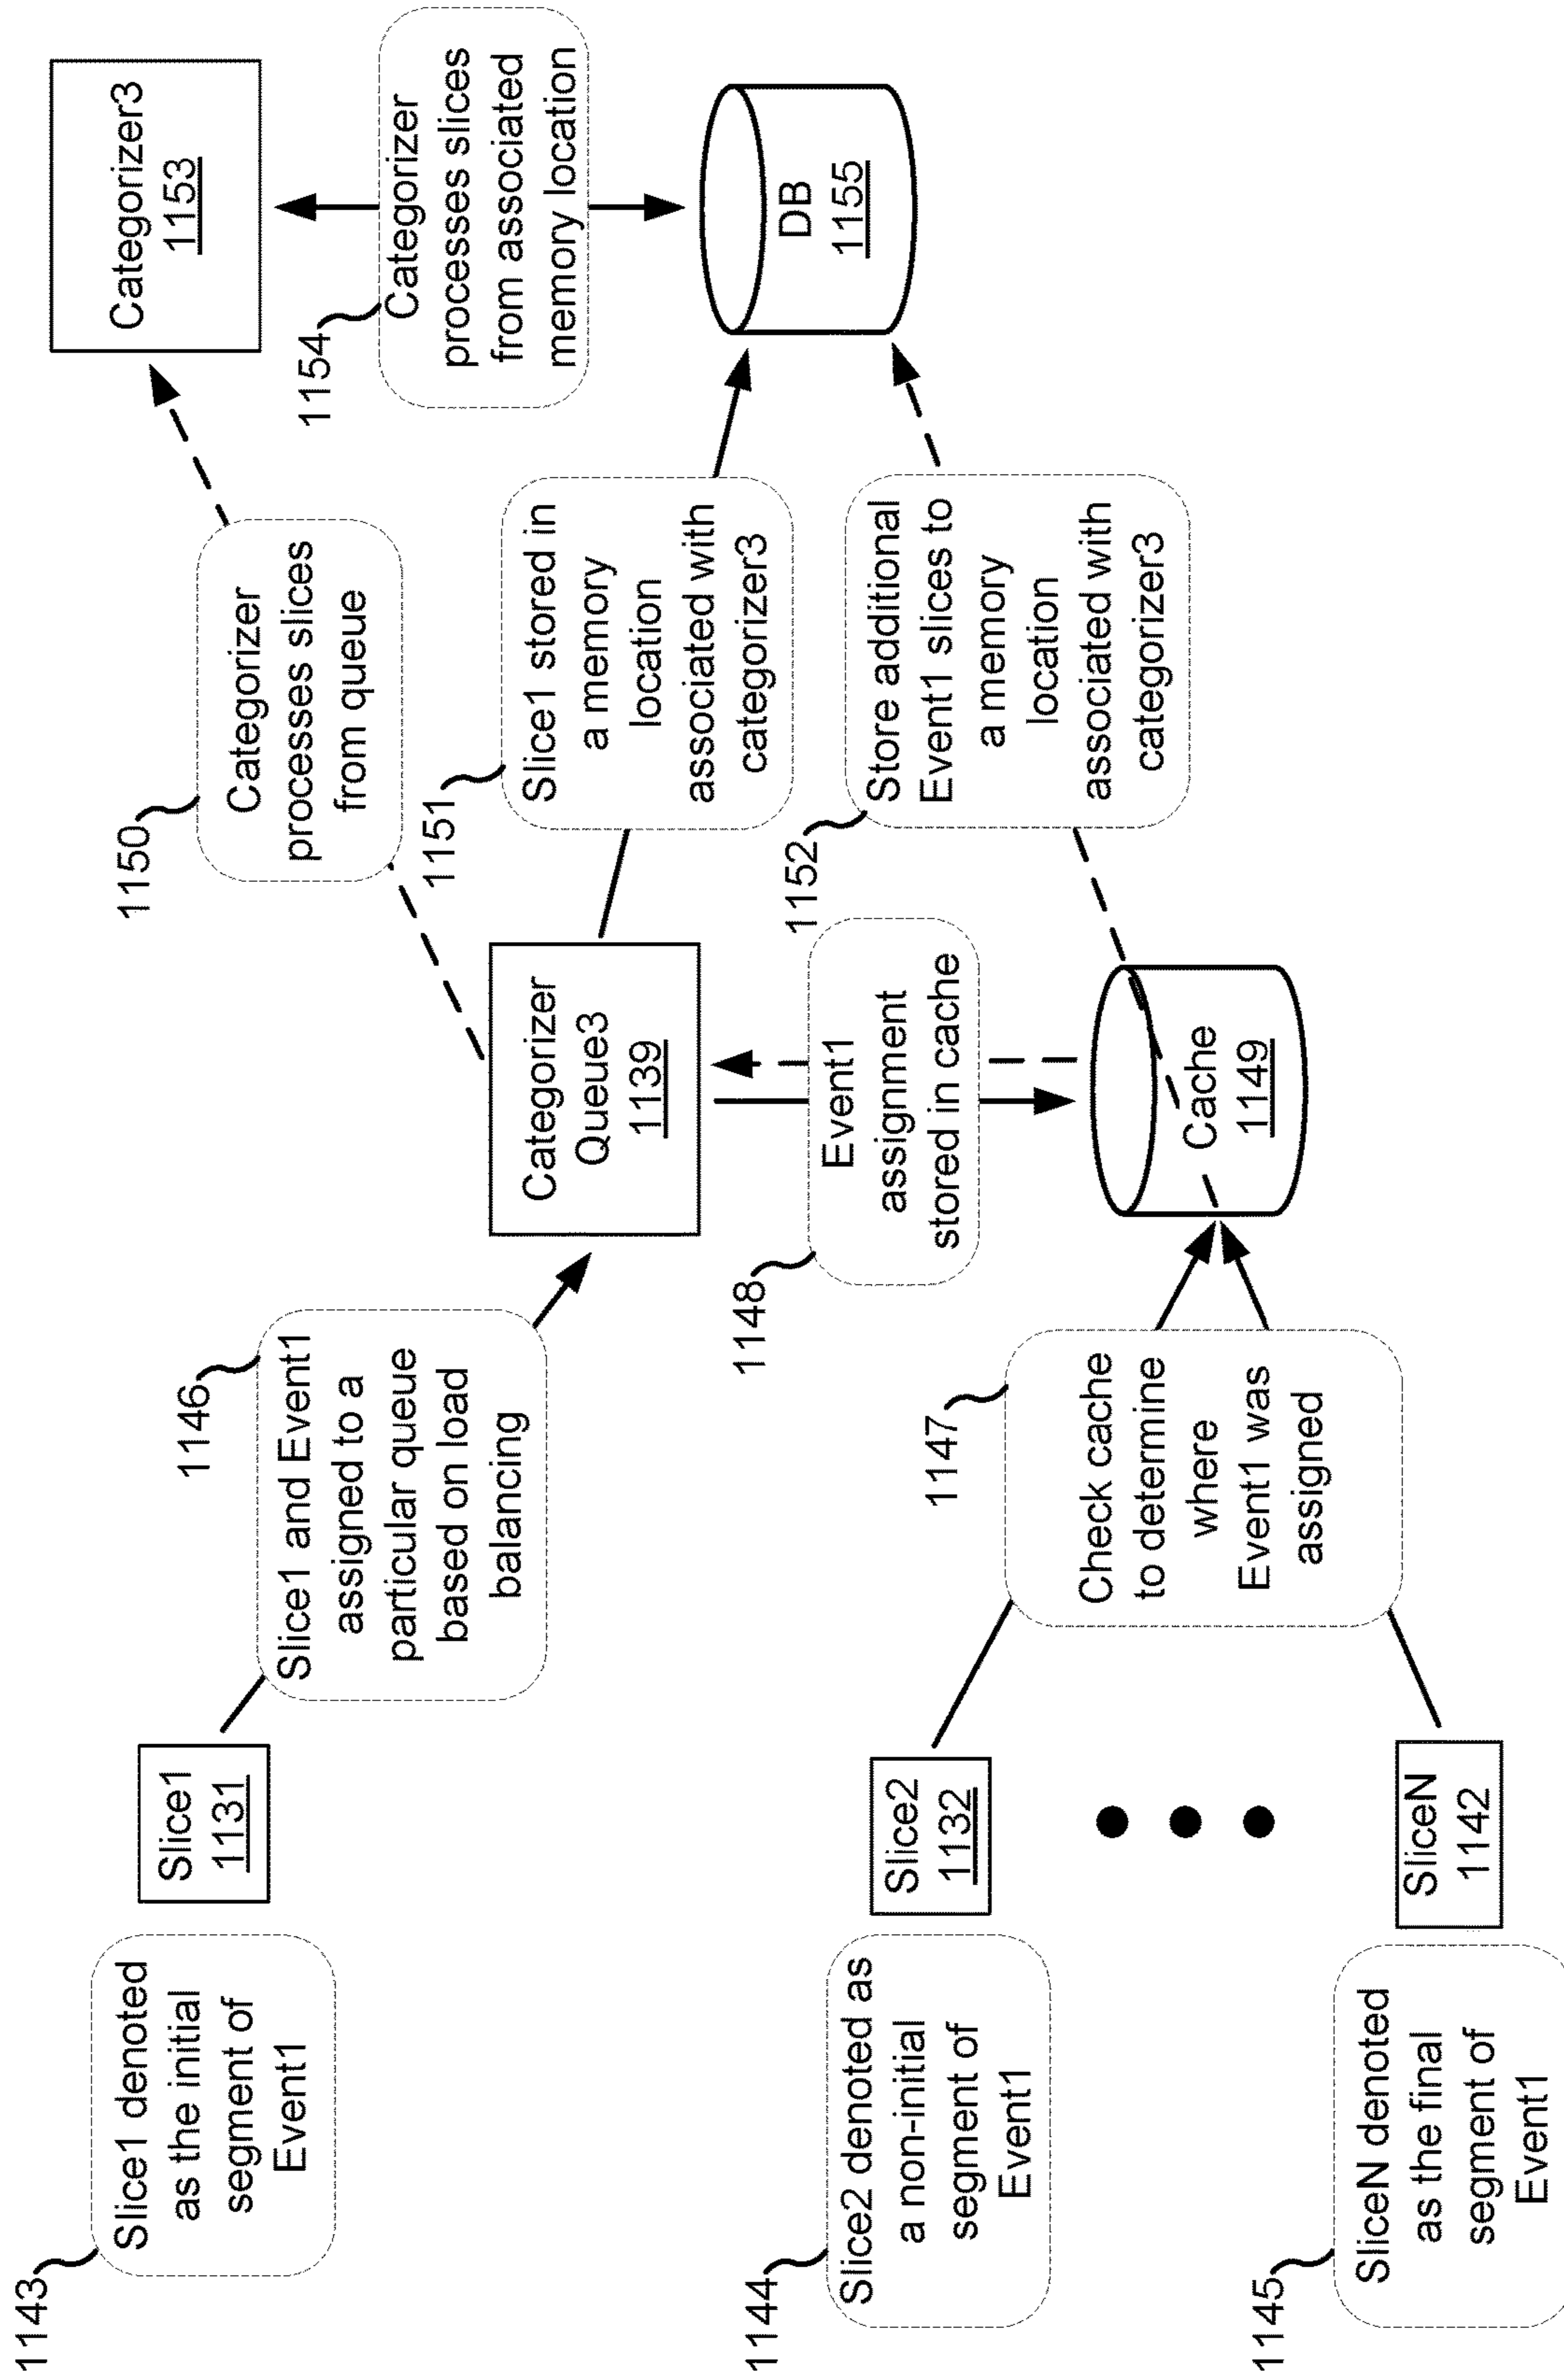 1143
Slice1 denoted
as the initial
segment of
Event1
Slice1
1131
1146
Slice1 and Event1
assigned to a
particular queue
based on load
balancing
Categorizer
Queue3
1139
1150
Categorizer
processes slices
from queue
Categorizer3
1153
1151
Slice1 stored in
a memory
location
associated with
categorizer3
1154
Categorizer
processes slices
from associated
memory location
DB
1155
1148
Event1
assignment
stored in cache
1152
Store additional
Event1 slices to
a memory
location
associated with
categorizer3
1144
Slice2 denoted as
a non-initial
segment of
Event1
Slice2
1132
1147
Check cache
to determine
where
Event1 was
assigned
Cache
1149
1145
SliceN denoted
as the final
segment of
Event1
SliceN
1142